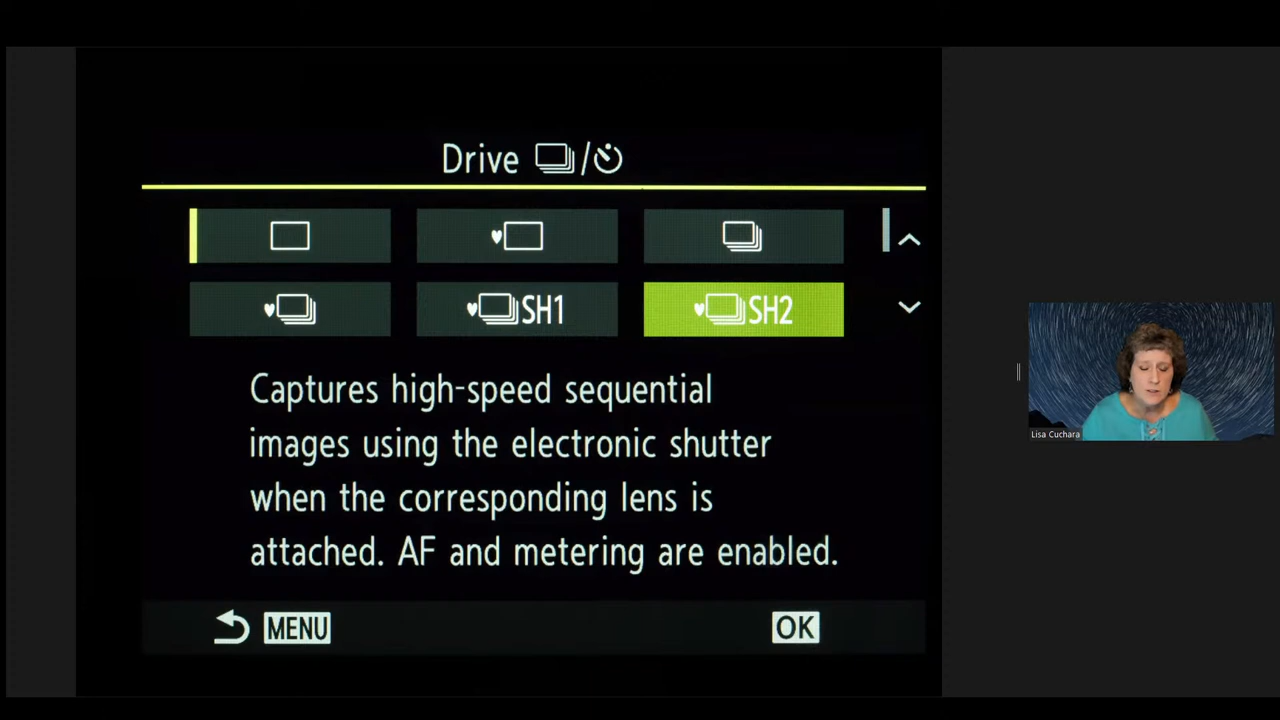 Drive /
SH1
SH2
Captures high-speed sequential
images using the electronic shutter
when the corresponding lens is
attached. AF and metering are enabled.
MENU
OK
Lisa Cuchara